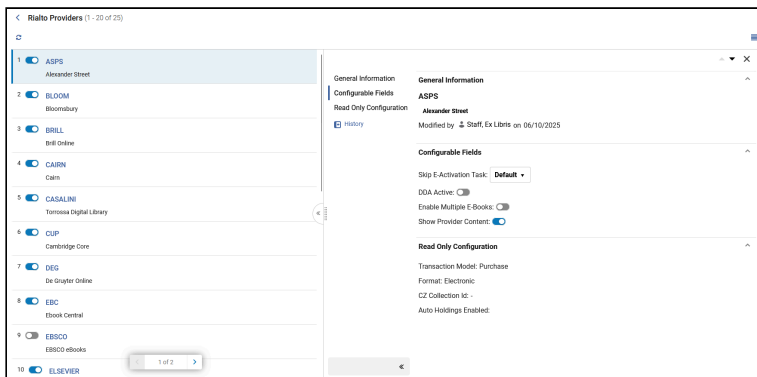 Rialto Providers (1 - 20 of 25)
1 ASPS
Alexander Street
2 BLOOM
Bloomsbury
3 BRILL
Brill Online
4 CAIRN
Cairn
5 CASALINI
Torrossa Digital Library
6 CUP
Cambridge Core
7 DEG
De Gruyter Online
8 EBC
Ebook Central
9 EBSCO
EBSCO eBooks
10 ELSEVIER
1 of 2
General Information
Configurable Fields
Read Only Configuration
History
General Information
ASPS
Alexander Street
Modified by Staff, Ex Libris on 06/10/2025
Configurable Fields
Skip E-Activation Task: Default
DDA Active:
Enable Multiple E-Books:
Show Provider Content:
Read Only Configuration
Transaction Model: Purchase
Format: Electronic
CZ Collection Id: -
Auto Holdings Enabled: